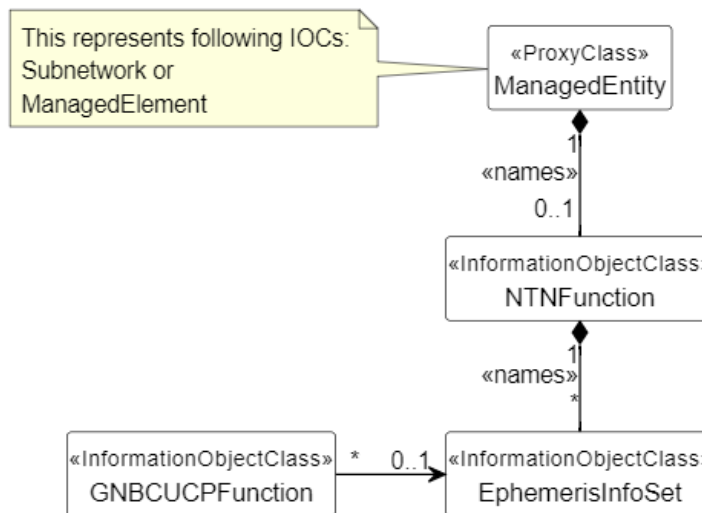 This represents following IOCs:
Subnetwork or
ManagedElement
«ProxyClass»
ManagedEntity
1
«names»
0..1
«InformationObjectClass»
NTNFunction
1
«names»
*
«InformationObjectClass»
GNBCUCPFunction
* 0..1
«InformationObjectClass»
EphemerisInfoSet